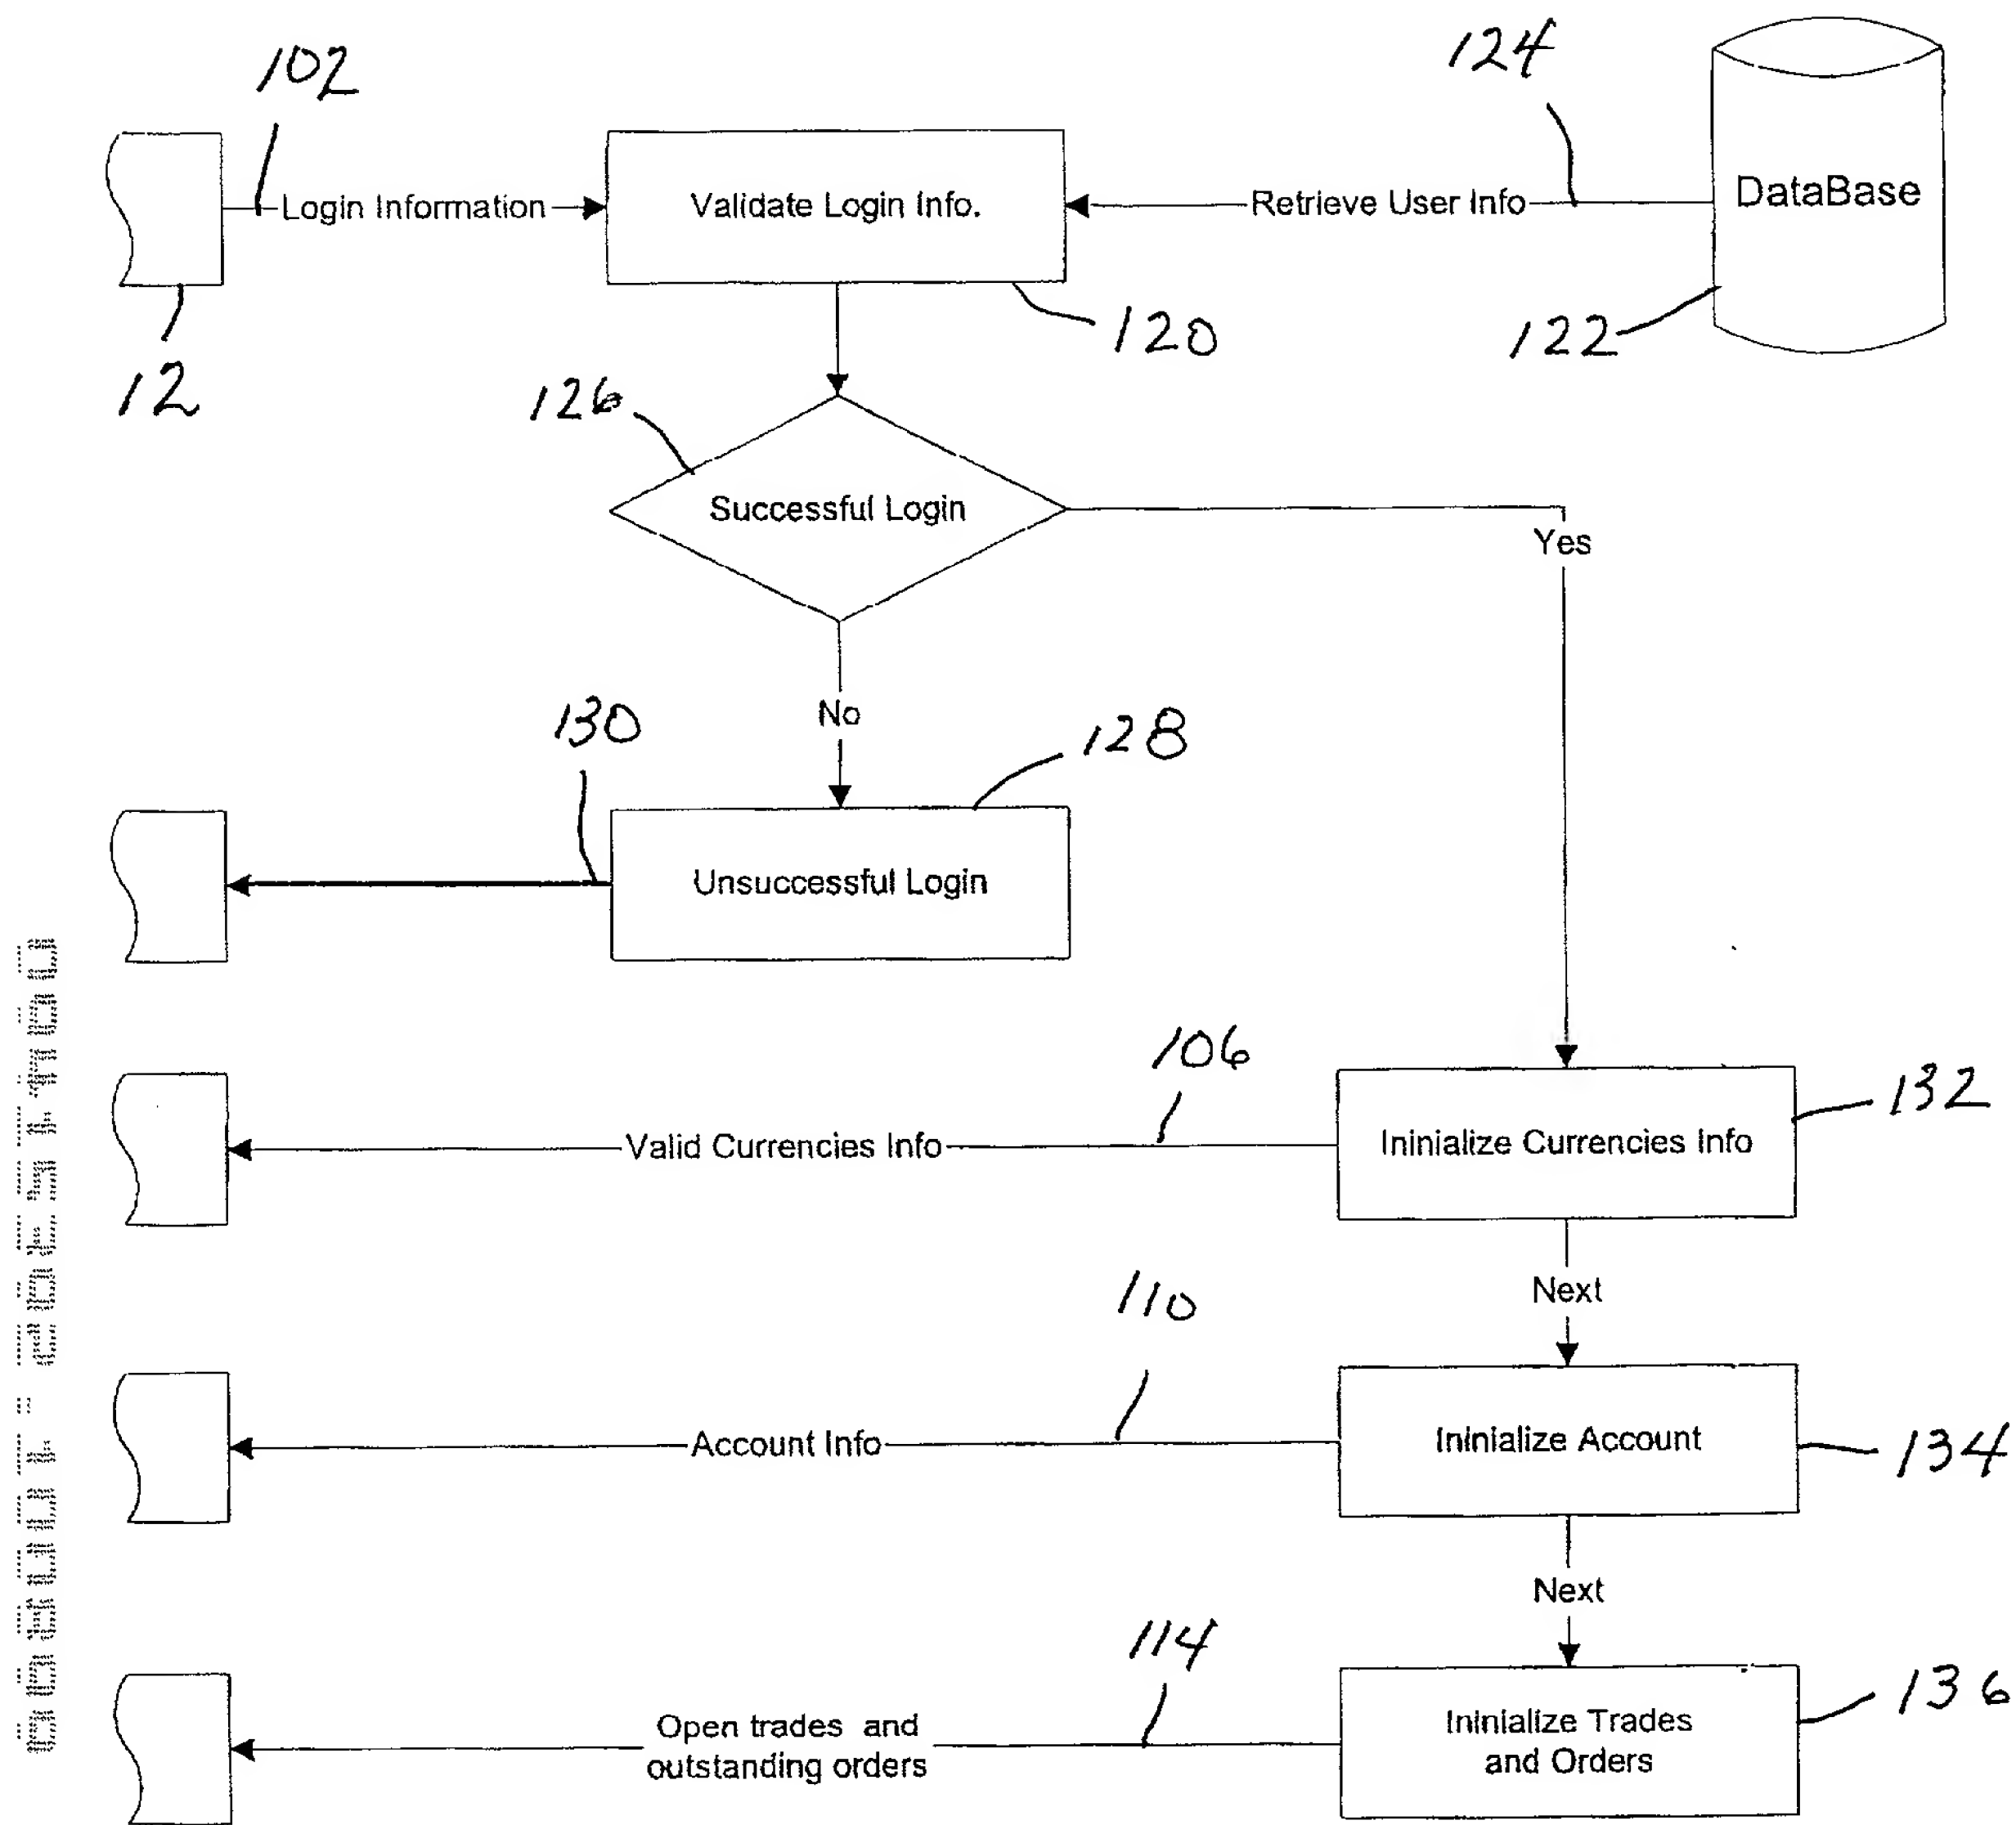 102
124
DataBase
Login Information
Validate Login Info.
Retrieve User Info
12
120
122
126
Successful Login
Yes
No
130
128
Unsuccessful Login
106
132
Valid Currencies Info
Ininialize Currencies Info
Next
110
Account Info
Ininialize Account
134
Next
114
136
Open trades and
outstanding orders
Ininialize Trades
and Orders